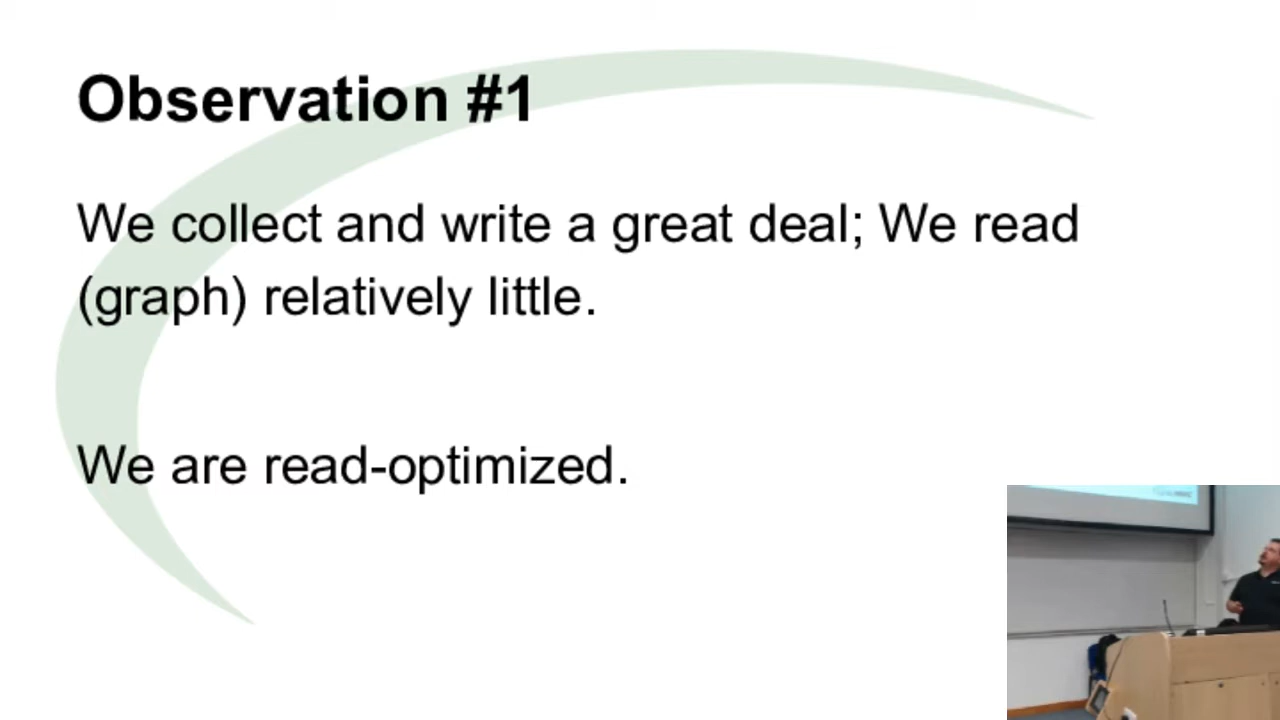 Observation #1
We collect and write a great deal; We read
(graph) relatively little.
We are read-optimized.